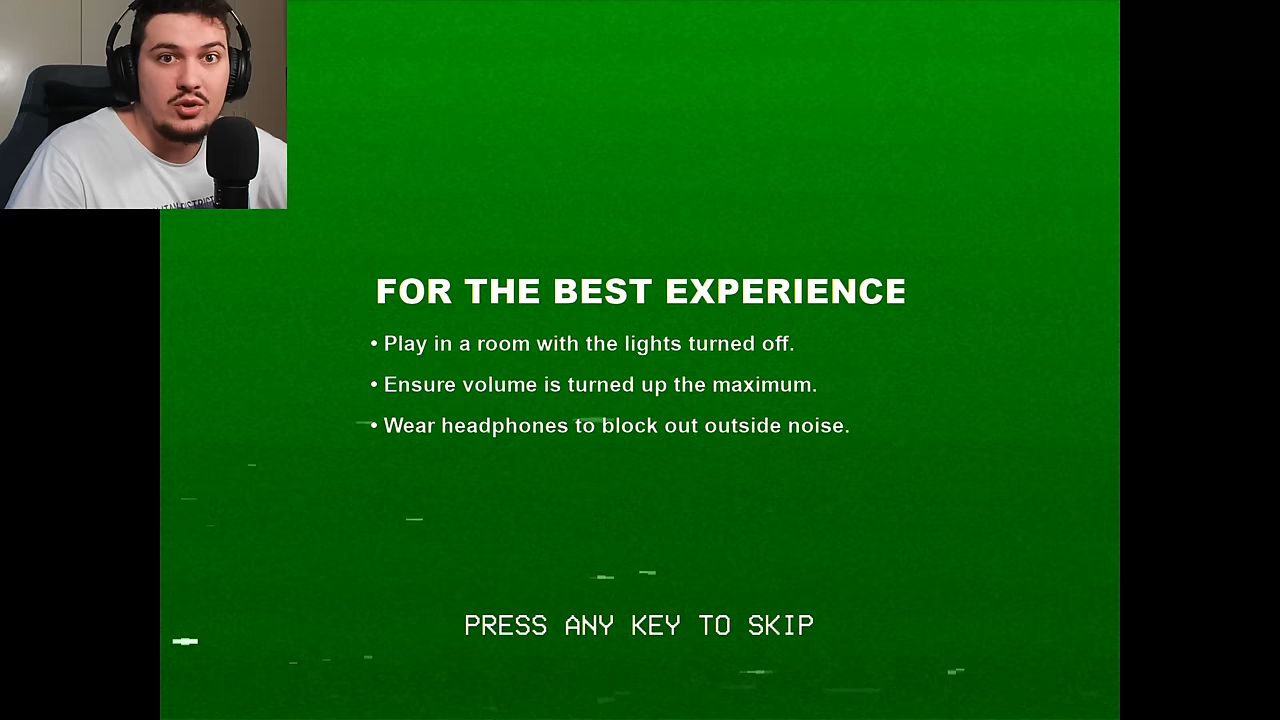 FOR THE BEST EXPERIENCE
• Play in a room with the lights turned off.
• Ensure volume is turned up the maximum.
• Wear headphones to block out outside noise.
PRESS ANY KEY TO SKIP